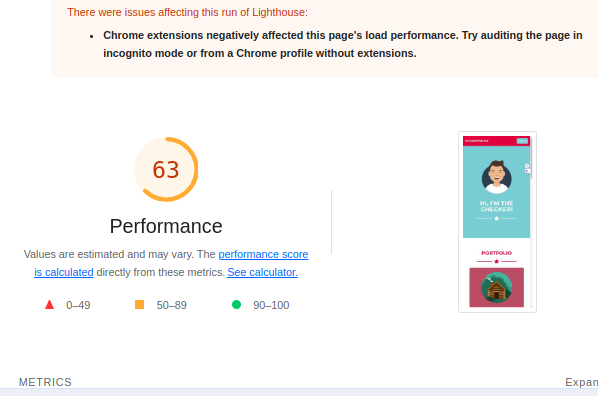 There were issues affecting this run of Lighthouse:
• Chrome extensions negatively affected this page's load performance. Try auditing the page in
incognito mode or from a Chrome profile without extensions.
63
Performance
Values are estimated and may vary. The performance score
is calculated directly from these metrics. See calculator.
0–49
50–89
90–100
HI, I'M THE
CHECKER!
PORTFOLIO
METRICS
Expan